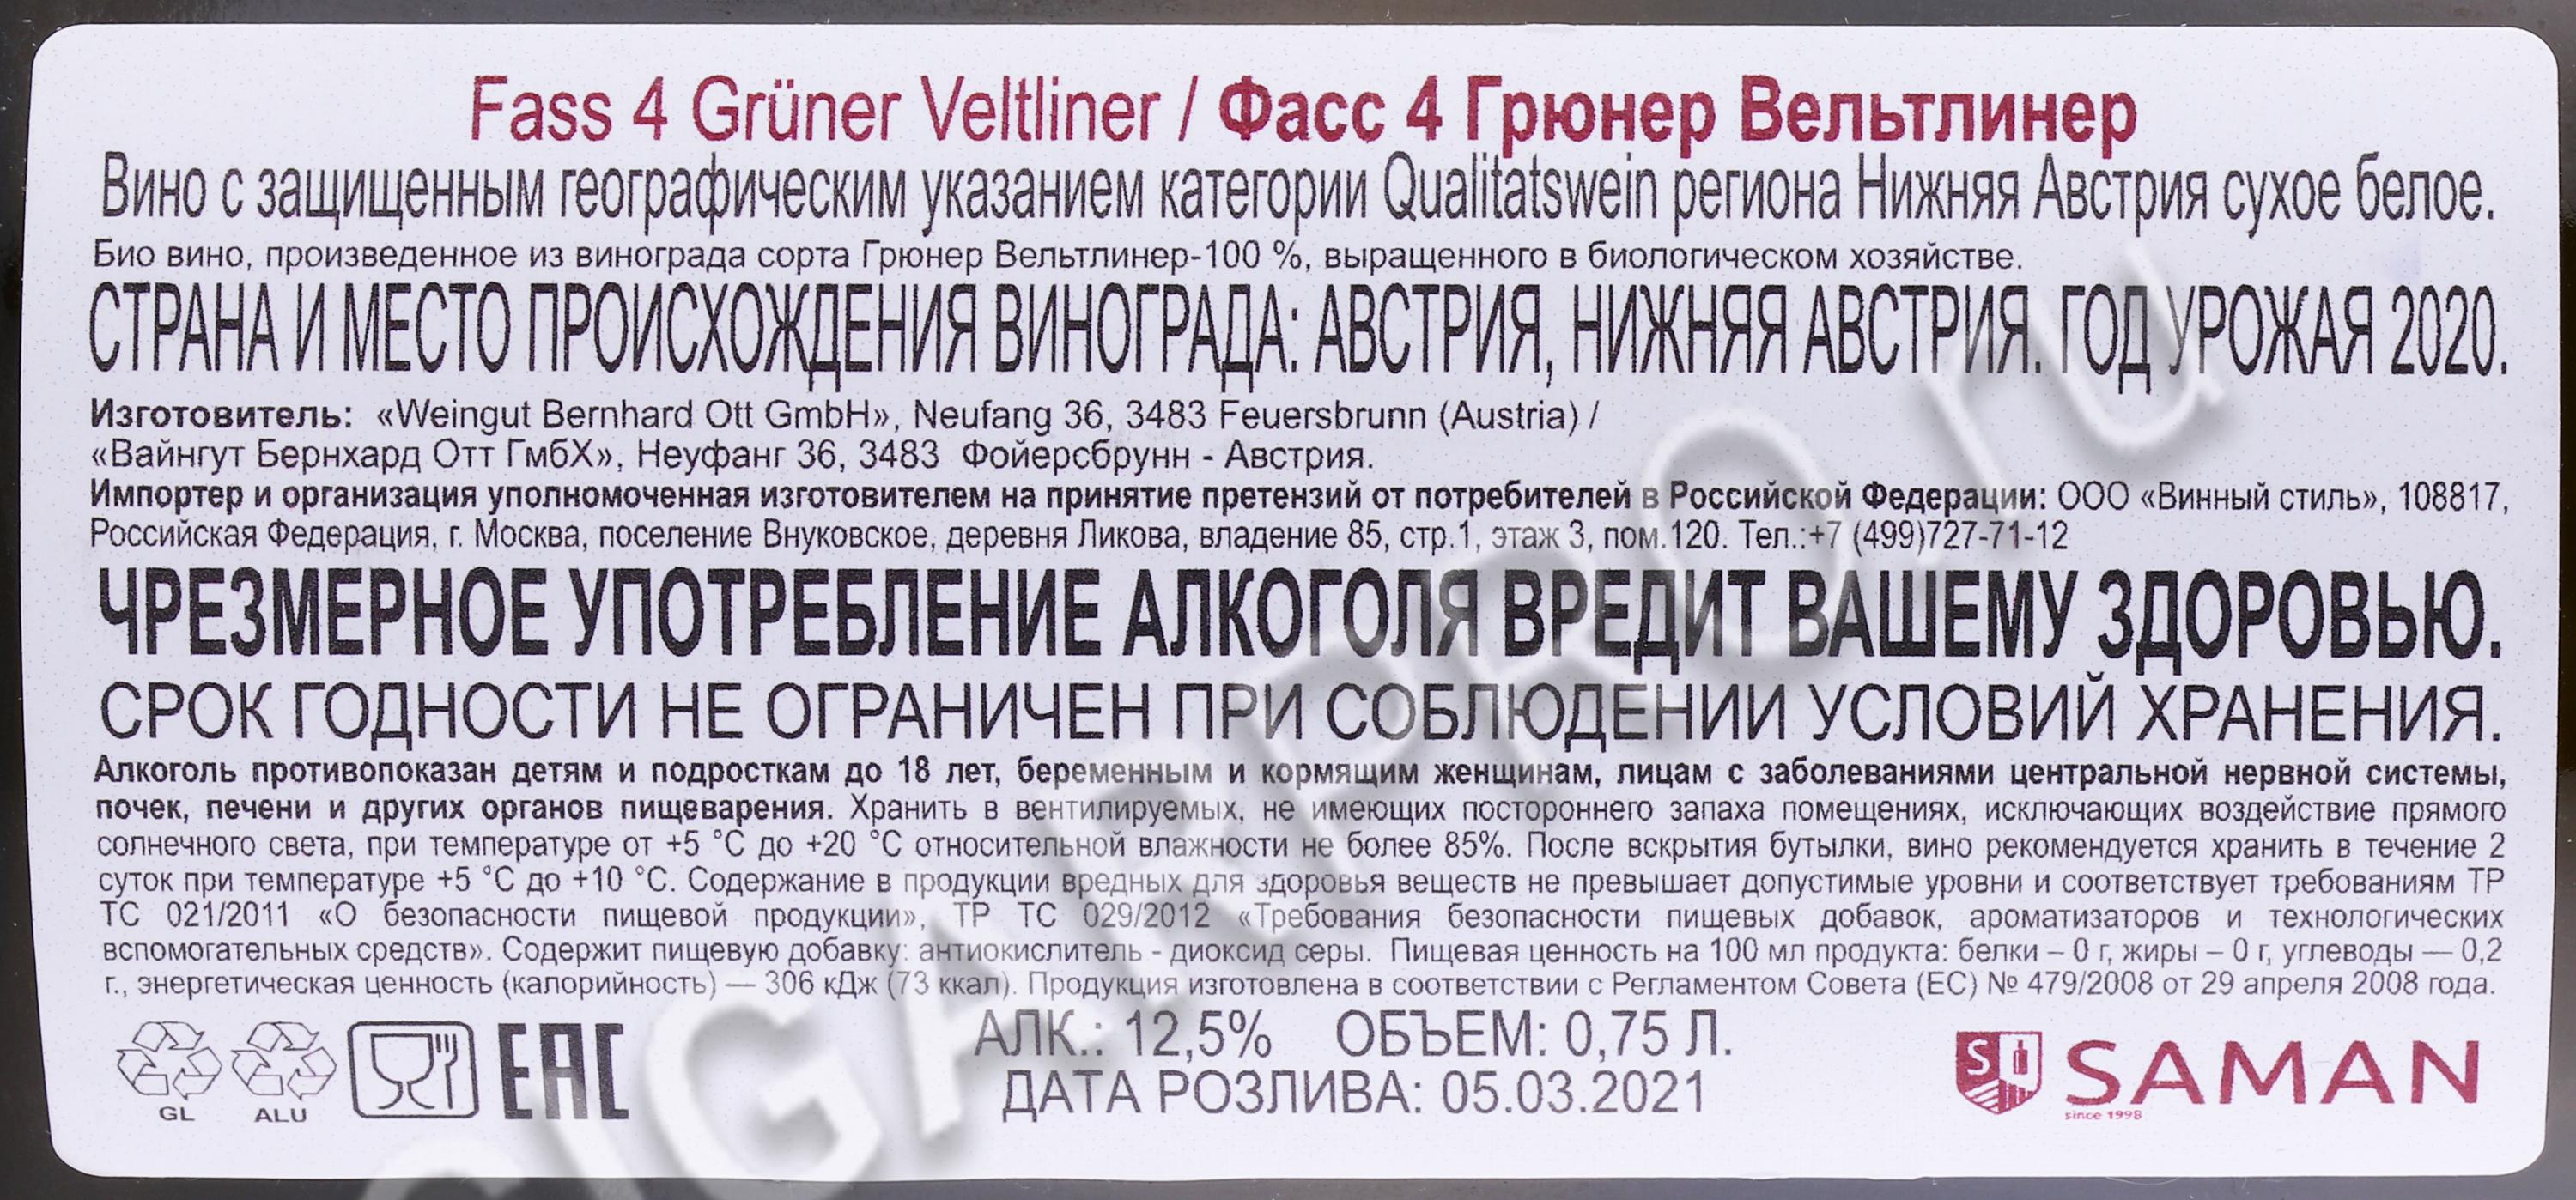 Fass 4 Grüner Veltliner / Фасс 4 Грюнер Вельтлинер
Вино с защищенным географическим указанием категории Qualitatswein региона Нижняя Австрия сухое белое.
Био вино, произведенное из винограда сорта Грюнер Вельтлинер-100 %, выращенного в биологическом хозяйстве.
СТРАНА И МЕСТО ПРОИСХОЖДЕНИЯ ВИНОГРАДА: АВСТРИЯ, НИЖНЯЯ АВСТРИЯ. ГОД УРОЖАЯ 2020.
Изготовитель: «Weingut Bernhard Ott GmbH», Neufang 36, 3483 Feuersbrunn (Austria) /
«Вайнгут Бернхард Отт ГмбХ», Неуфанг 36, 3483 Фойерсбрунн - Австрия.
Импортер и организация уполномоченная изготовителем на принятие претензий от потребителей в Российской Федерации: ООО «Винный стиль», 108817,
Российская Федерация, г. Москва, поселение Внуковское, деревня Ликова, владение 85, стр.1, этаж 3, пом.120. Тел.:+7 (499)727-71-12
ЧРЕЗМЕРНОЕ УПОТРЕБЛЕНИЕ АЛКОГОЛЯ ВРЕДИТ ВАШЕМУ ЗДОРОВЬЮ.
СРОК ГОДНОСТИ НЕ ОГРАНИЧЕН ПРИ СОБЛЮДЕНИИ УСЛОВИЙ ХРАНЕНИЯ.
Алкоголь противопоказан детям и подросткам до 18 лет, беременным и кормящим женщинам, лицам с заболеваниями центральной нервной системы,
почек, печени и других органов пищеварения. Хранить в вентилируемых, не имеющих постороннего запаха помещениях, исключающих воздействие прямого
солнечного света, при температуре от +5 °C до +20 °C относительной влажности не более 85%. После вскрытия бутылки, вино рекомендуется хранить в течение 2
суток при температуре +5 °C до +10 °C. Содержание в продукции вредных для здоровья веществ не превышает допустимые уровни и соответствует требованиям ТР
ТС 021/2011 «О безопасности пищевой продукции», ТР ТС 029/2012 «Требования безопасности пищевых добавок, ароматизаторов и технологических
вспомогательных средств». Содержит пищевую добавку: антиокислитель - диоксид серы. Пищевая ценность на 100 мл продукта: белки – 0 г, жиры – 0 г, углеводы — 0,2
г., энергетическая ценность (калорийность) — 306 кДж (73 ккал). Продукция изготовлена в соответствии с Регламентом Совета (ЕС) № 479/2008 от 29 апреля 2008 года.
GL ALU EAC
АЛК.: 12,5% ОБЪЕМ: 0,75 Л.
ДАТА РОЗЛИВА: 05.03.2021
SAMAN
since 1998
CIGARPRO.ru